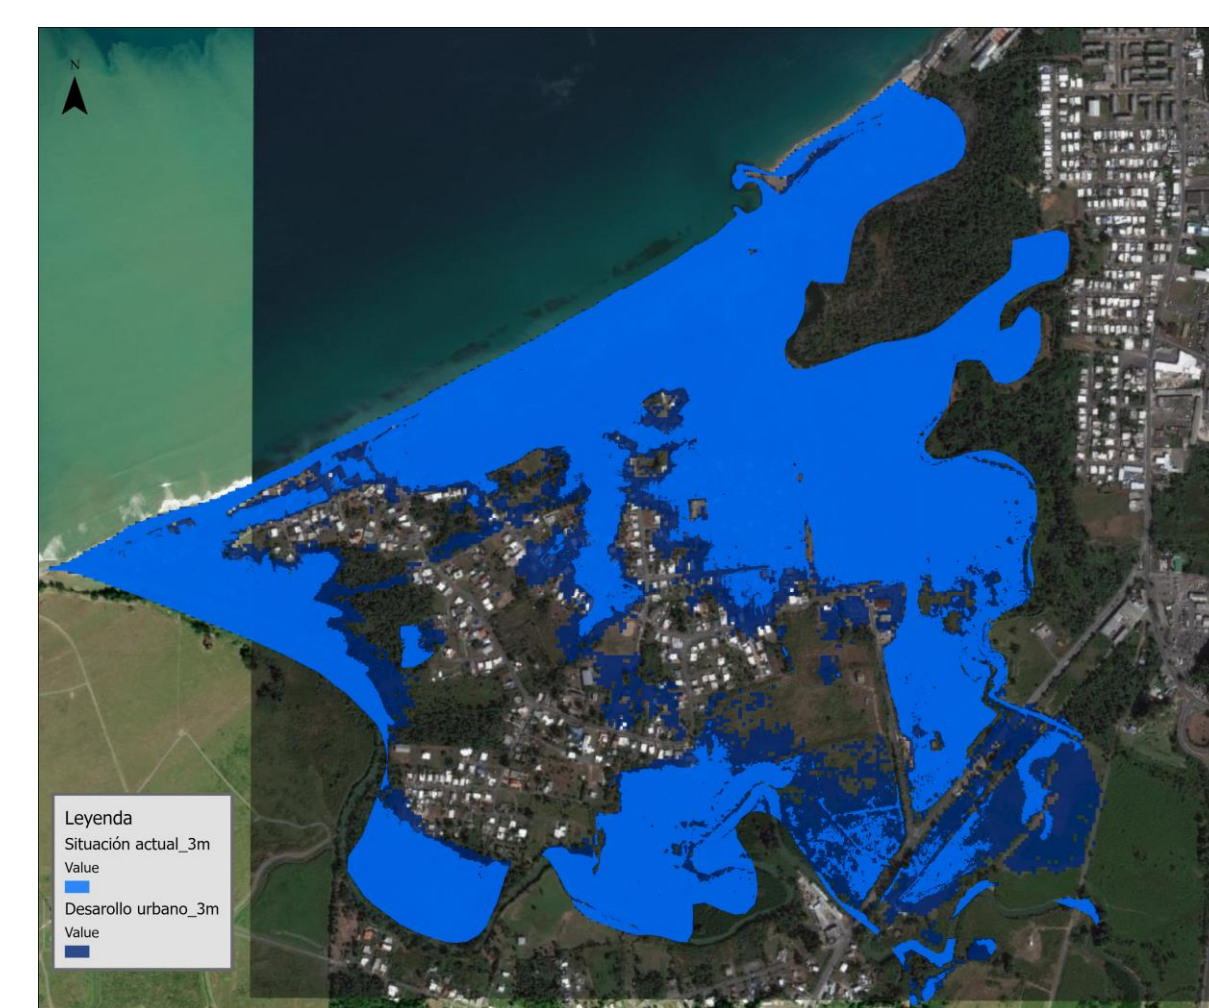 N
Leyenda
Situación actual_3m
Value
Desarollo urbano_3m
Value